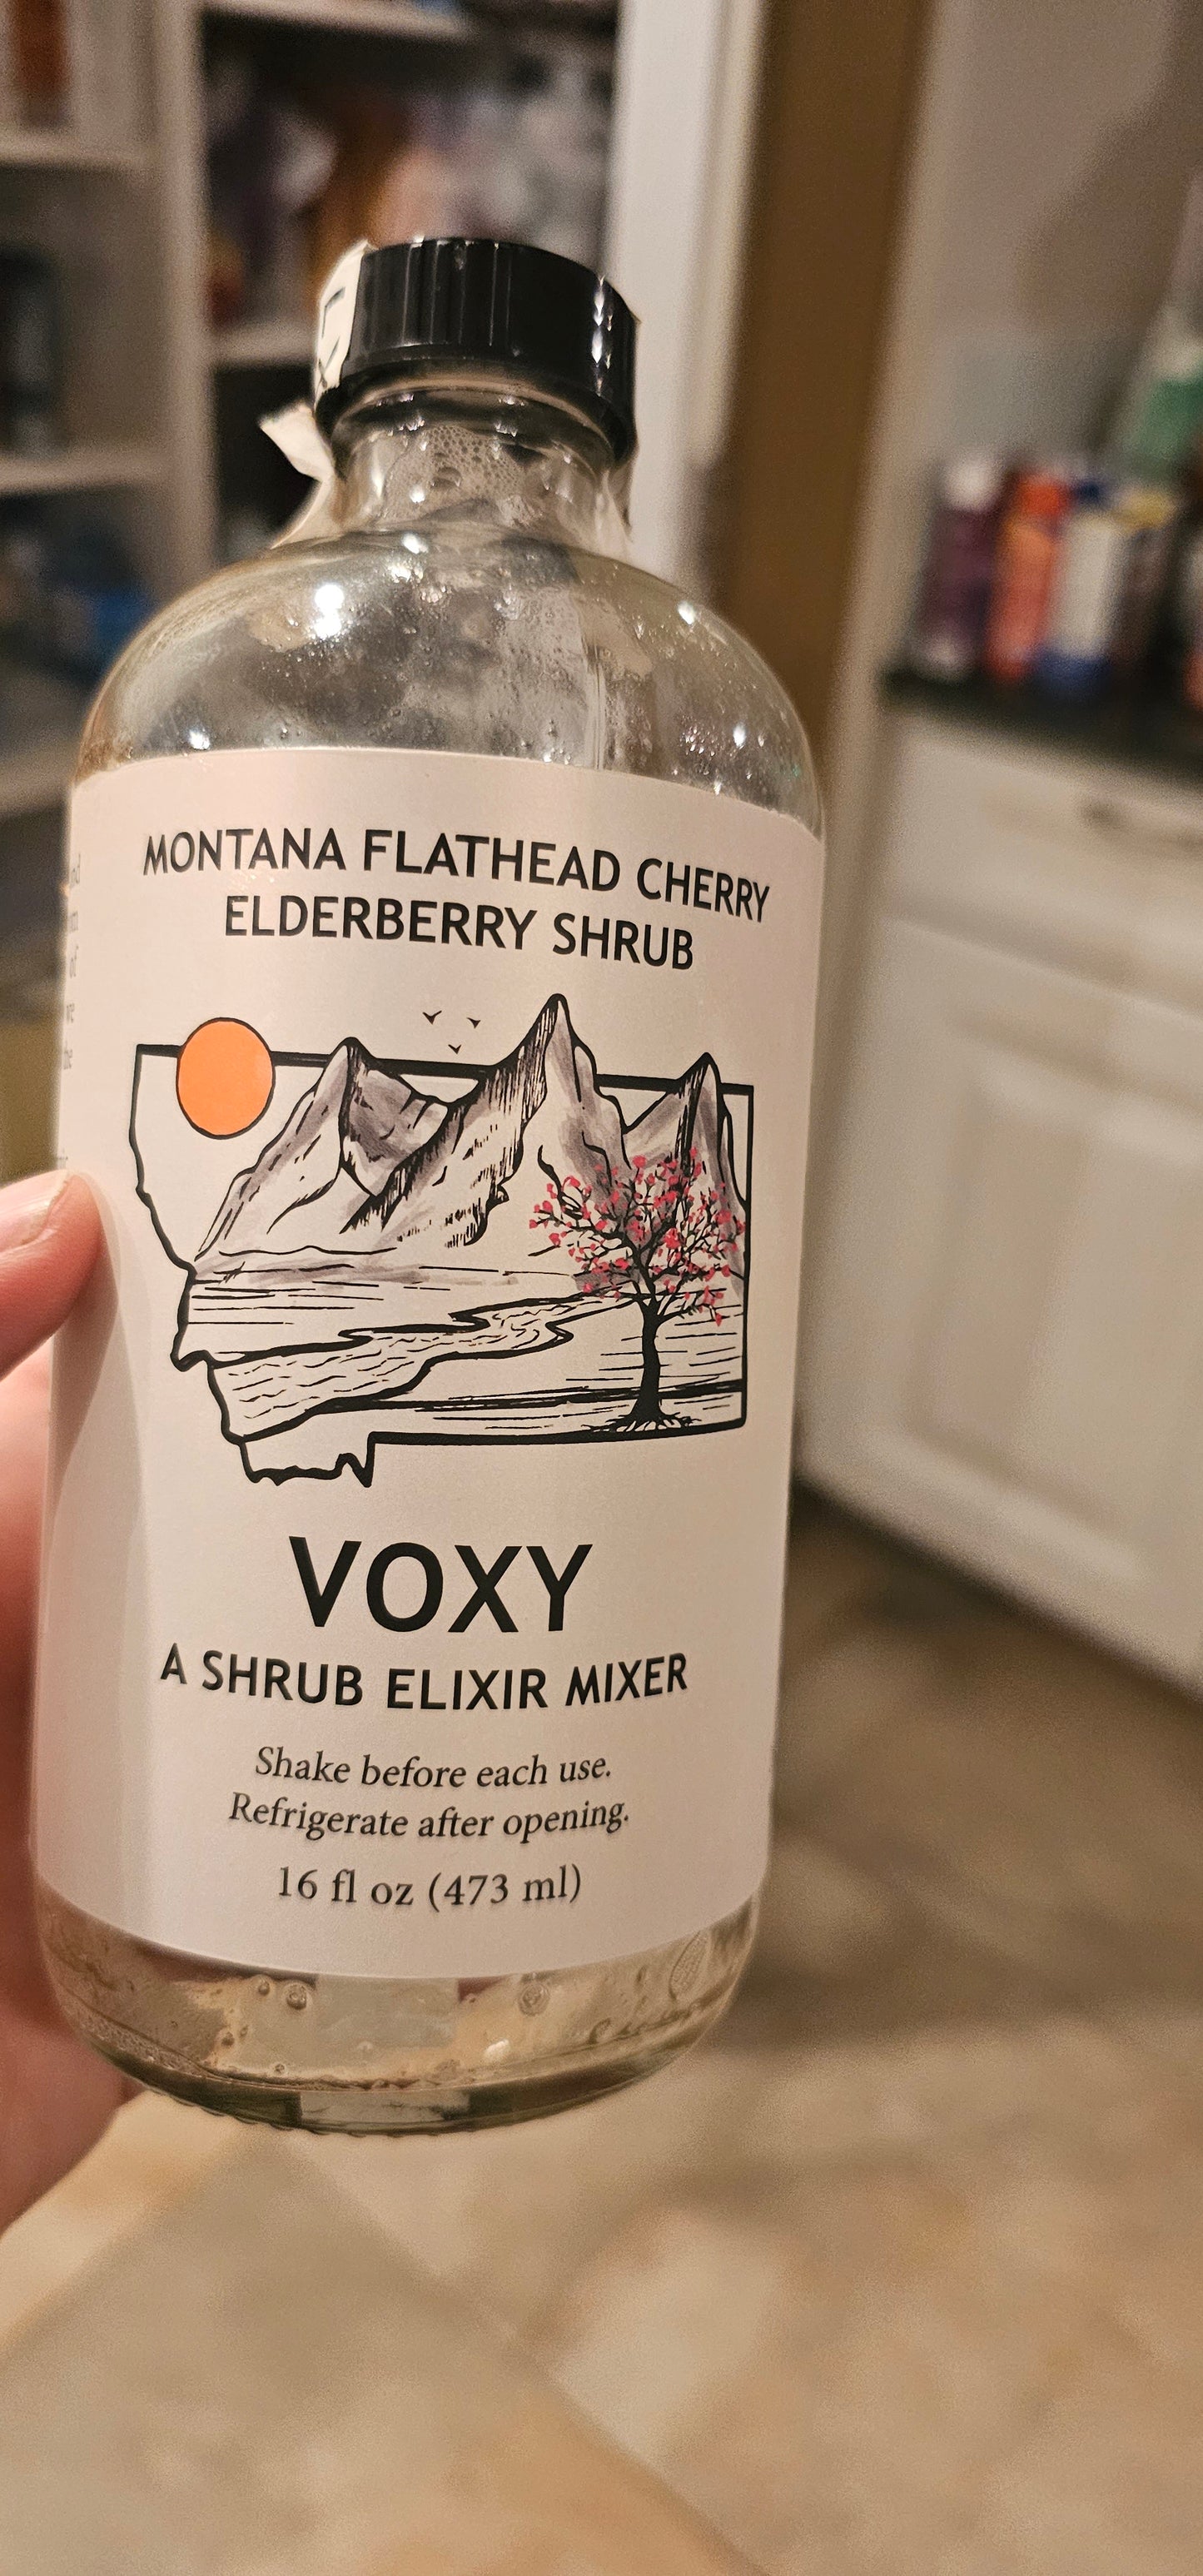 MONTANA FLATHEAD CHERRY
ELDERBERRY SHRUB
VOXY
A SHRUB ELIXIR MIXER
Shake before each use.
Refrigerate after opening.
16 fl oz (473 ml)